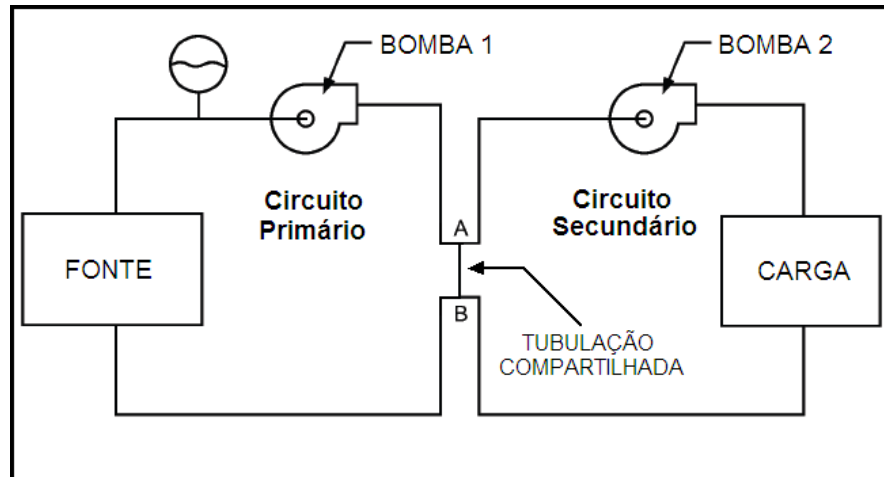 BOMBA 1
BOMBA 2
Circuito
Primário
Circuito
Secundário
FONTE
A
B
CARGA
TUBULAÇÃO
COMPARTILHADA